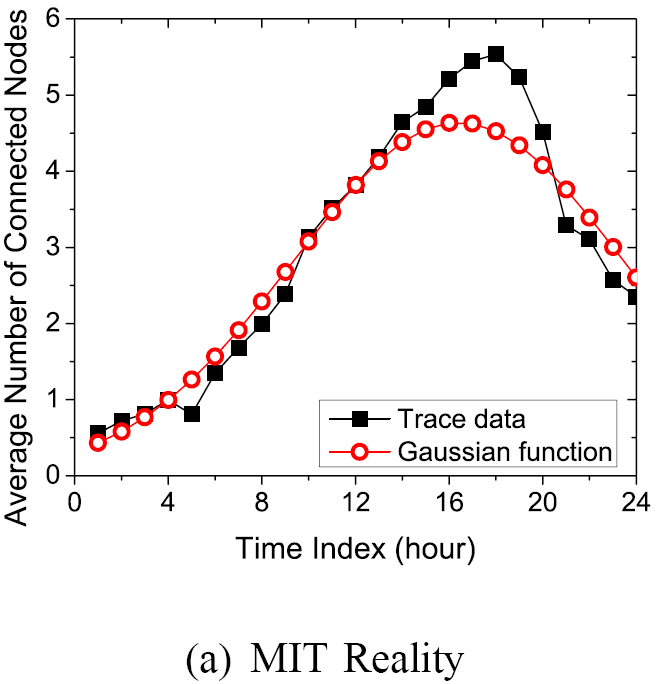 6
5
4
3
2
1
0
Average Number of Connected Nodes
Trace data
Gaussian function
0 4 8 12 16 20 24
Time Index (hour)
(a) MIT Reality